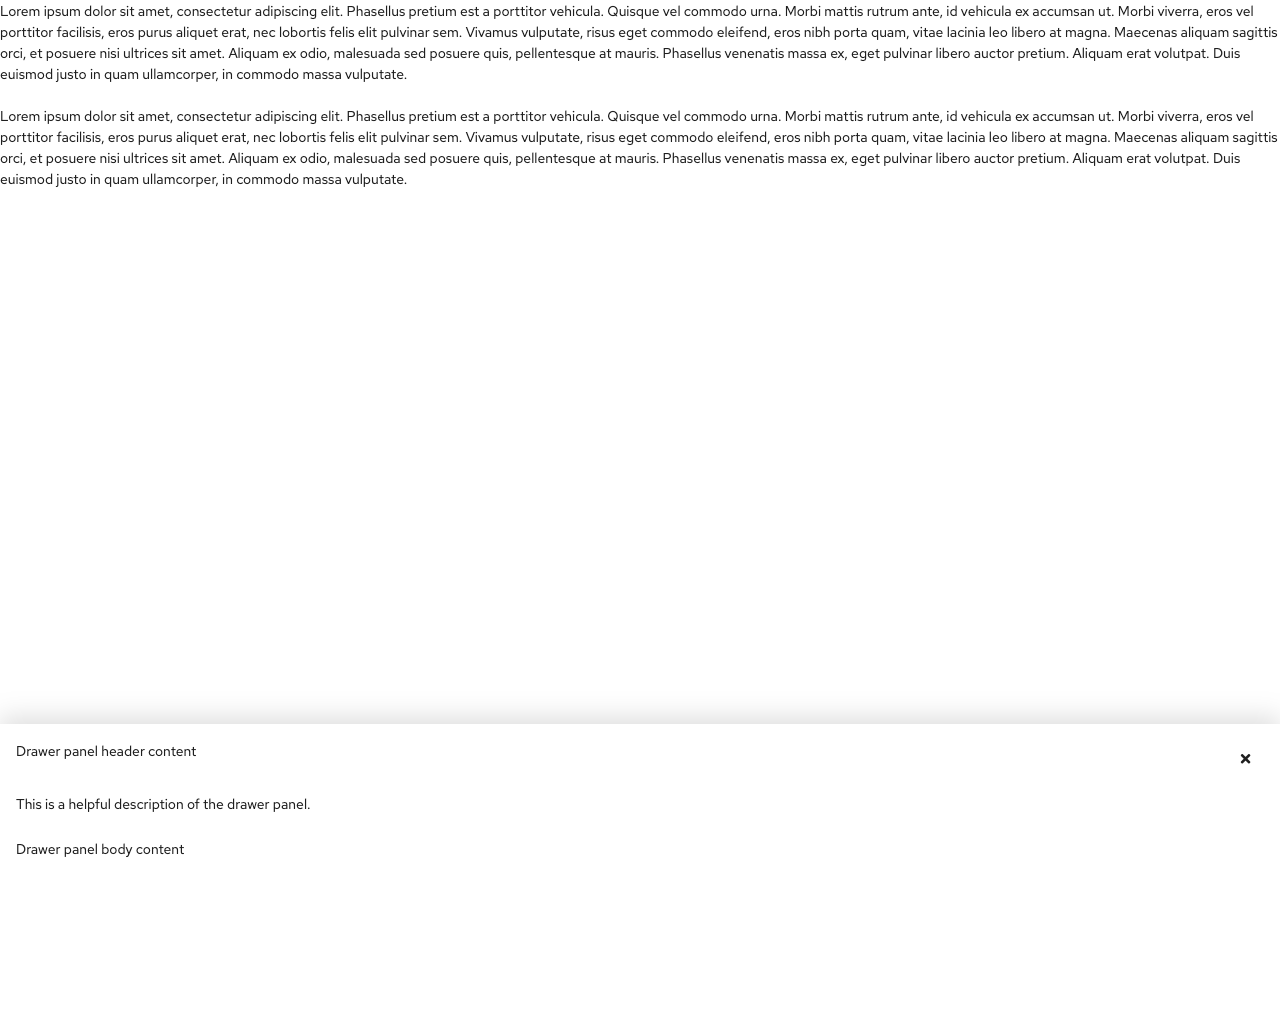 Lorem ipsum dolor sit amet, consectetur adipiscing elit. Phasellus pretium est a porttitor vehicula. Quisque vel commodo urna. Morbi mattis rutrum ante, id vehicula ex accumsan ut. Morbi viverra, eros vel
porttitor facilisis, eros purus aliquet erat, nec lobortis felis elit pulvinar sem. Vivamus vulputate, risus eget commodo eleifend, eros nibh porta quam, vitae lacinia leo libero at magna. Maecenas aliquam sagittis
orci, et posuere nisi ultrices sit amet. Aliquam ex odio, malesuada sed posuere quis, pellentesque at mauris. Phasellus venenatis massa ex, eget pulvinar libero auctor pretium. Aliquam erat volutpat. Duis
euismod justo in quam ullamcorper, in commodo massa vulputate.
Lorem ipsum dolor sit amet, consectetur adipiscing elit. Phasellus pretium est a porttitor vehicula. Quisque vel commodo urna. Morbi mattis rutrum ante, id vehicula ex accumsan ut. Morbi viverra, eros vel
porttitor facilisis, eros purus aliquet erat, nec lobortis felis elit pulvinar sem. Vivamus vulputate, risus eget commodo eleifend, eros nibh porta quam, vitae lacinia leo libero at magna. Maecenas aliquam sagittis
orci, et posuere nisi ultrices sit amet. Aliquam ex odio, malesuada sed posuere quis, pellentesque at mauris. Phasellus venenatis massa ex, eget pulvinar libero auctor pretium. Aliquam erat volutpat. Duis
euismod justo in quam ullamcorper, in commodo massa vulputate.
Drawer panel header content
This is a helpful description of the drawer panel.
Drawer panel body content